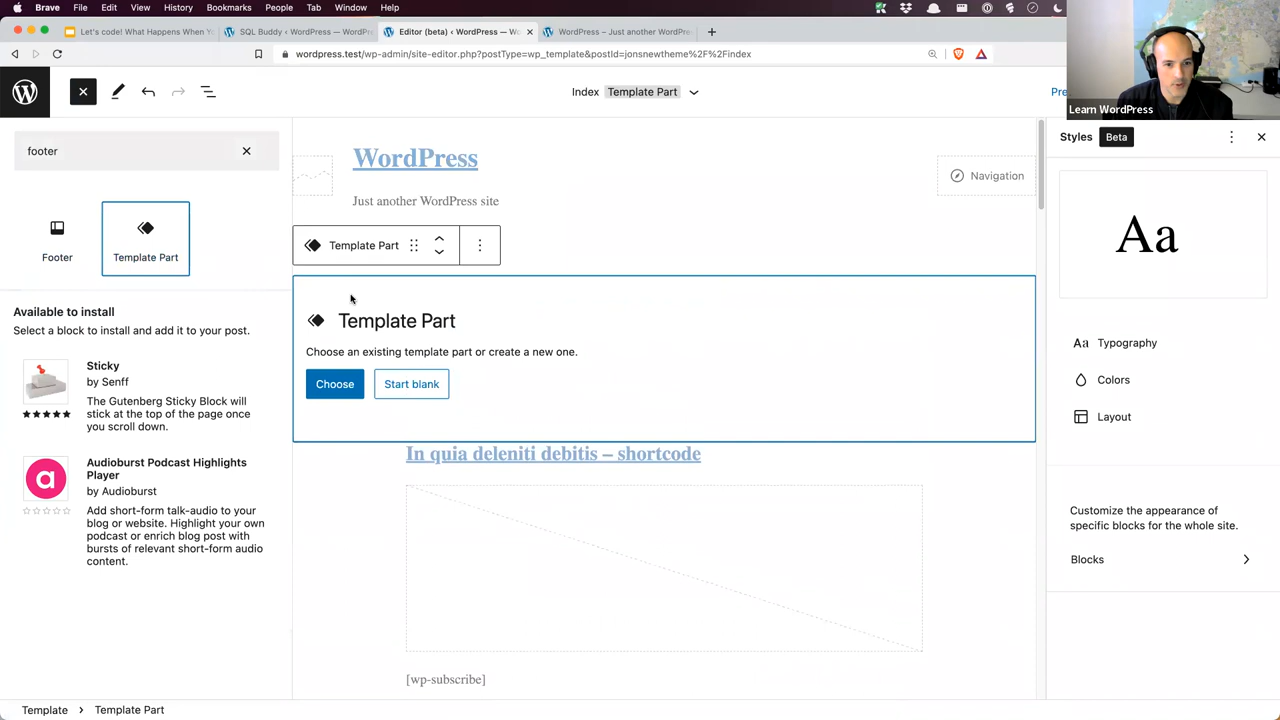 Brave File Edit View History Bookmarks People Tab Window Help
Let's code! What Happens When Y
SQL Buddy ‹ WordPress — WordPr
Editor (beta) ‹ WordPress — Wo
WordPress – Just another WordPr
wordpress.test/wp-admin/site-editor.php?postType=wp_template&postId=jonsnewtheme%2F%2Findex
Index Template Part
Pre
Learn WordPress
footer
Footer
Template Part
Available to install
Select a block to install and add it to your post.
Sticky
by Senff
The Gutenberg Sticky Block will
stick at the top of the page once
you scroll down.
Audioburst Podcast Highlights
Player
by Audioburst
Add short-form talk-audio to your
blog or website. Highlight your own
podcast or enrich blog post with
bursts of relevant short-form audio
content.
WordPress
Just another WordPress site
Navigation
Template Part
Template Part
Choose an existing template part or create a new one.
Choose
Start blank
In quia deleniti debitis – shortcode
[wp-subscribe]
Styles Beta
Aa
Aa Typography
Colors
Layout
Customize the appearance of
specific blocks for the whole site.
Blocks
Template › Template Part